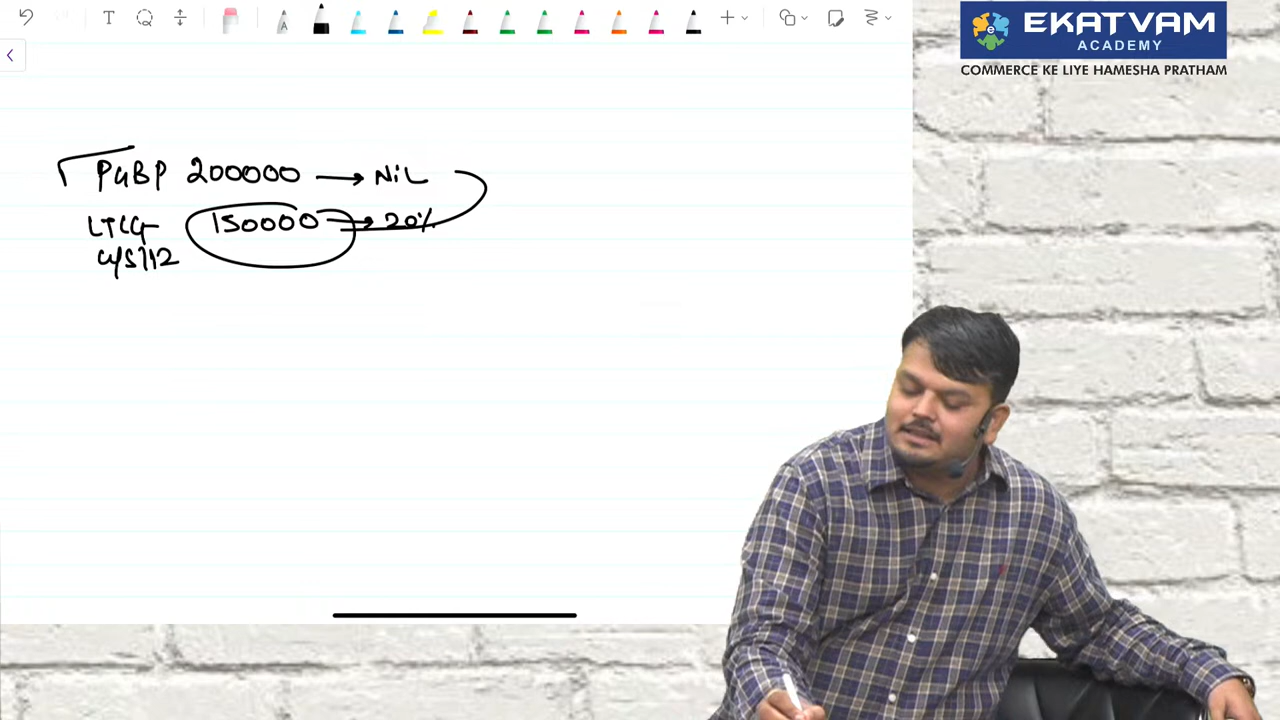 EKATVAM
ACADEMY
COMMERCE KE LIYE HAMESHA PRATHAM
PGBP 200000 → NiL
LTCG 150000 → 20%
u/s 112